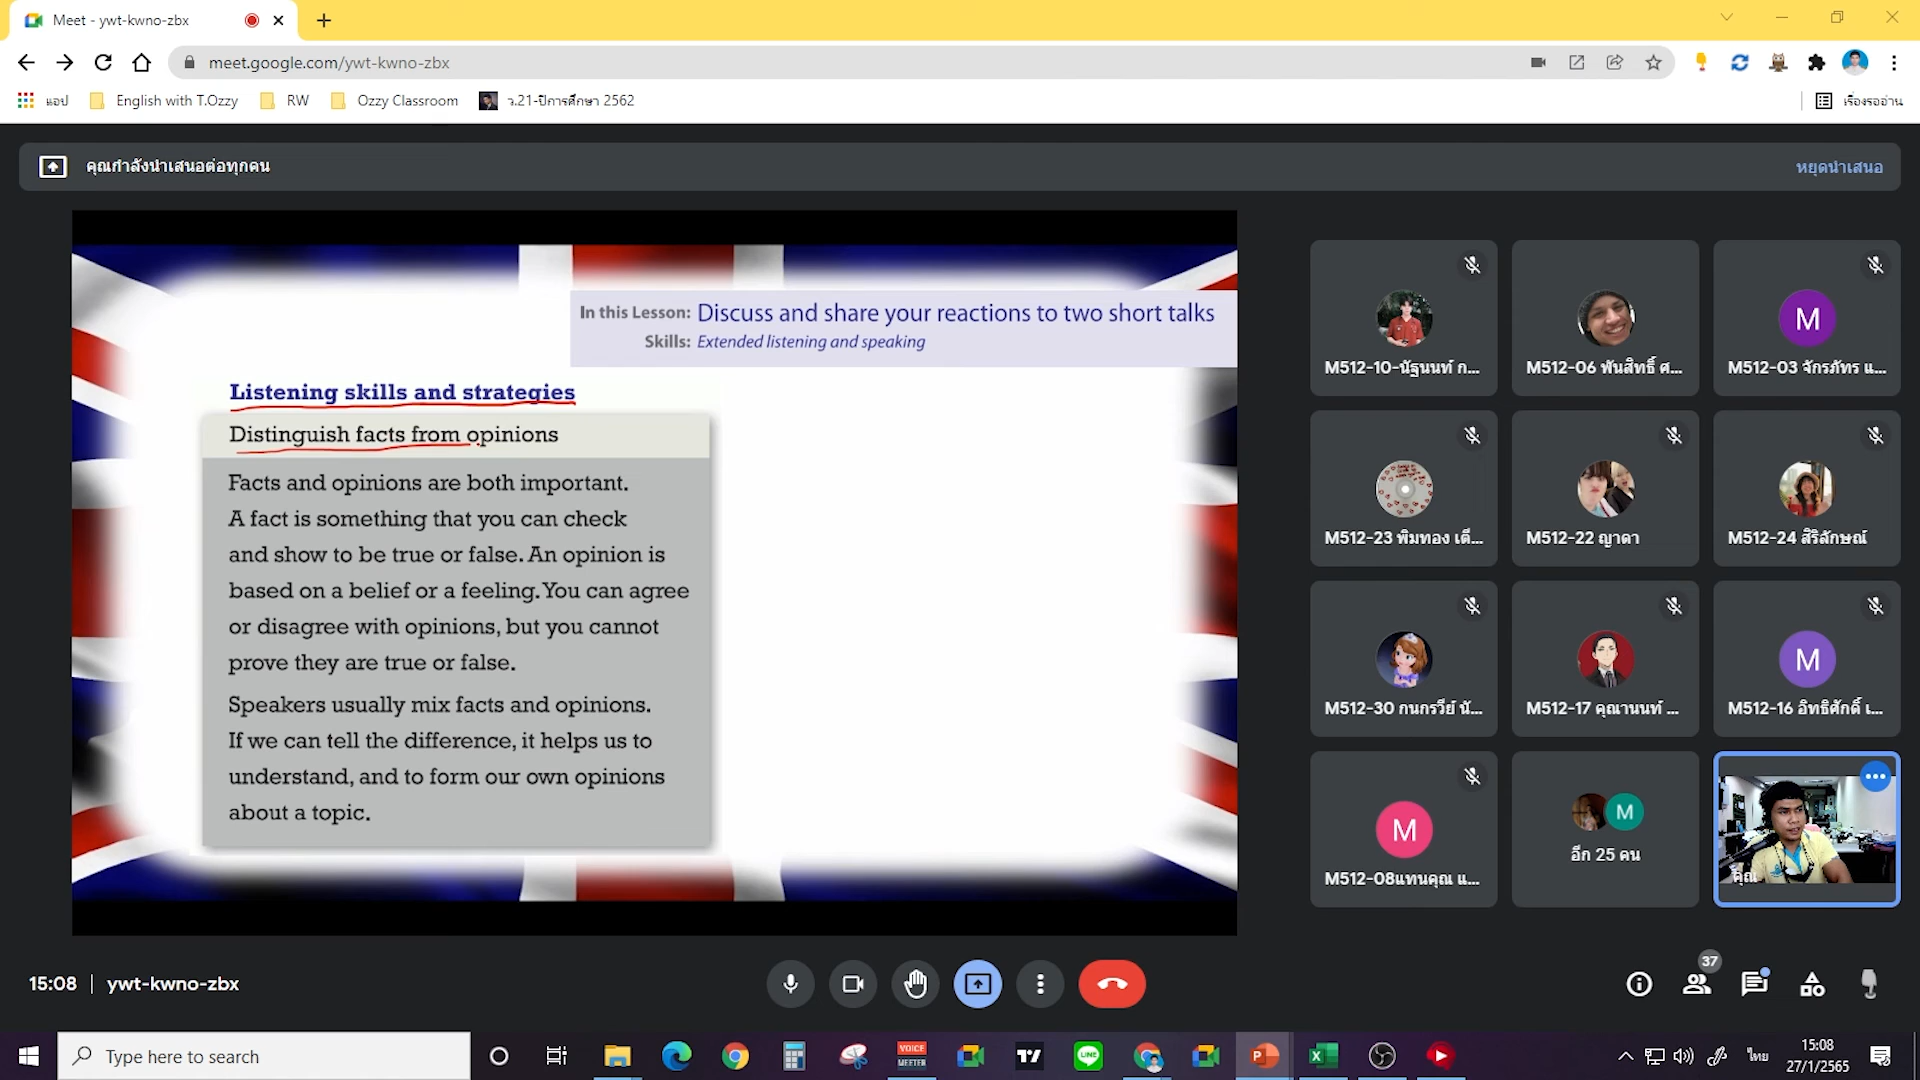 Meet - ywt-kwno-zbx
meet.google.com/ywt-kwno-zbx
แอป
English with T.Ozzy
RW
Ozzy Classroom
ว.21-ปีการศึกษา 2562
เรื่องรออ่าน
คุณกำลังนำเสนอต่อทุกคน
หยุดนำเสนอ
In this Lesson: Discuss and share your reactions to two short talks
Skills: Extended listening and speaking
Listening skills and strategies
Distinguish facts from opinions
Facts and opinions are both important.
A fact is something that you can check
and show to be true or false. An opinion is
based on a belief or a feeling. You can agree
or disagree with opinions, but you cannot
prove they are true or false.
Speakers usually mix facts and opinions.
If we can tell the difference, it helps us to
understand, and to form our own opinions
about a topic.
M512-10-นัฐนนท์ ก...
M512-06 พันสิทธิ์ ศ...
M512-03 จักรภัทร แ...
M512-23 พิมทอง เต็...
M512-22 ญาดา
M512-24 สิริลักษณ์
M512-30 กนกรวีย์ นั...
M512-17 คุณานนท์ ...
M512-16 อิทธิศักดิ์ เ...
M512-08แทนคุณ แ...
อีก 25 คน
คุณ
M
M
M
M
15:08
ywt-kwno-zbx
37
Type here to search
VOICE
MEETER
LINE
ไทย
15:08
27/1/2565